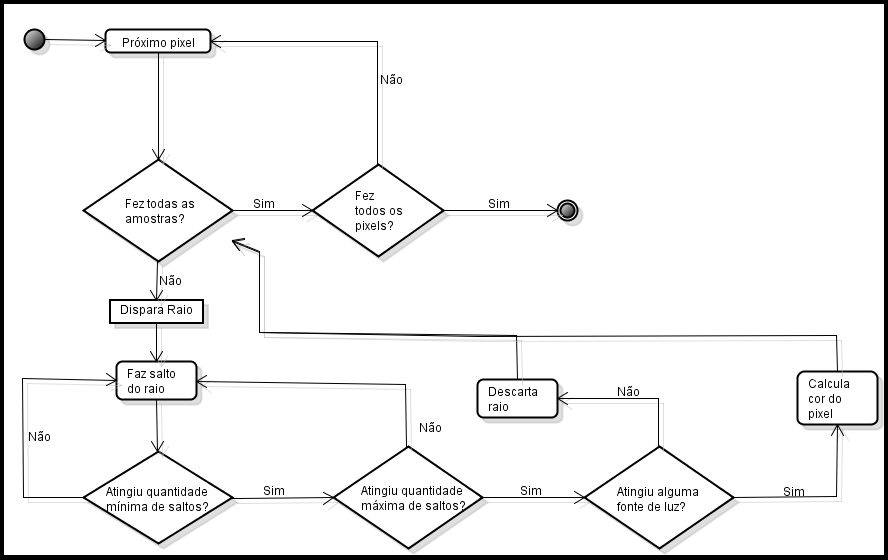 Próximo pixel
Não
Fez todas as
amostras?
Sim
Fez
todos os
pixels?
Sim
Não
Dispara Raio
Faz salto
do raio
Descarta
raio
Não
Calcula
cor do
pixel
Não
Não
Atingiu quantidade
mínima de saltos?
Sim
Atingiu quantidade
máxima de saltos?
Sim
Atingiu alguma
fonte de luz?
Sim